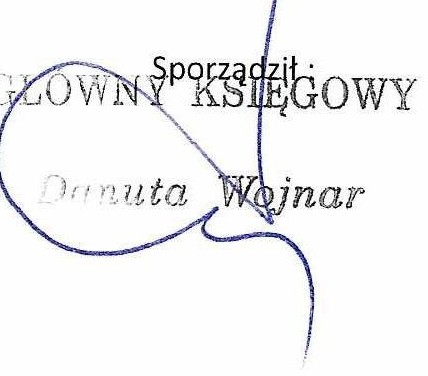 Sporządził :
GŁÓWNY KSIĘGOWY
Danuta Wojnar